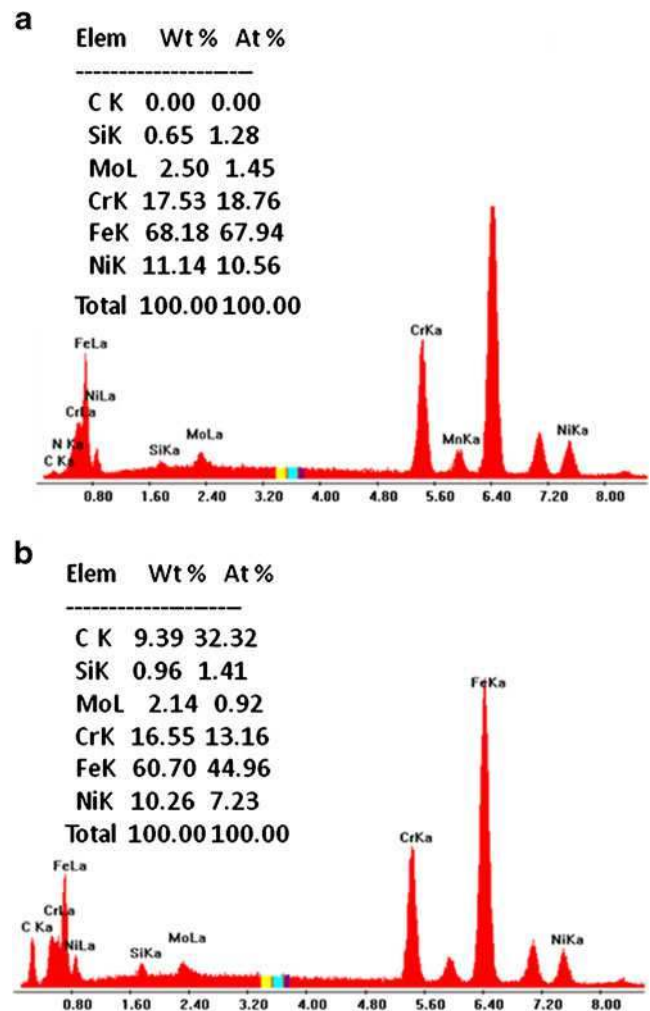 a
Elem Wt % At %
---------------------
C K 0.00 0.00
SiK 0.65 1.28
MoL 2.50 1.45
CrK 17.53 18.76
FeK 68.18 67.94
NiK 11.14 10.56
Total 100.00 100.00
FeLa
CrKa
NiLa
CrLa
MoLa
NiKa
MnKa
N Ka
SiKa
C Ka
0.80 1.60 2.40 3.20 4.00 4.80 5.60 6.40 7.20 8.00
b
Elem Wt % At %
---------------------
C K 9.39 32.32
SiK 0.96 1.41
MoL 2.14 0.92
CrK 16.55 13.16
FeK 60.70 44.96
NiK 10.26 7.23
Total 100.00 100.00
FeKa
CrKa
FeLa
CrLa
C Ka
NiLa
MoLa
NiKa
SiKa
0.80 1.60 2.40 3.20 4.00 4.80 5.60 6.40 7.20 8.00